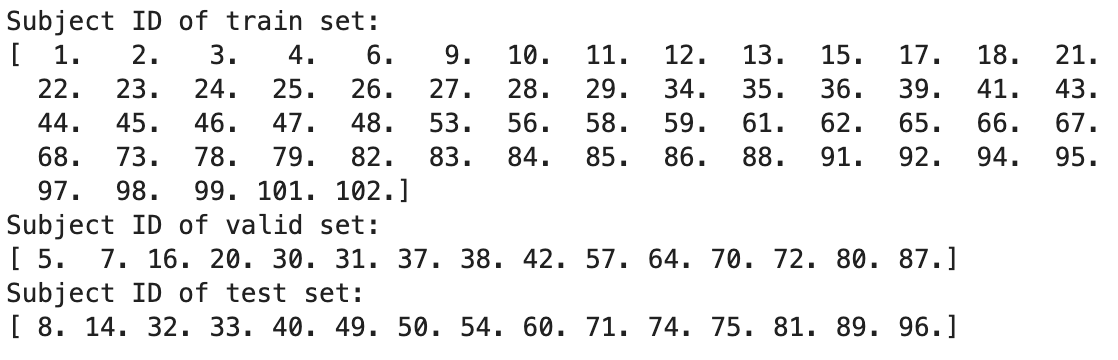 Subject ID of train set:
[  1.   2.   3.   4.   6.   9.  10.  11.  12.  13.  15.  17.  18.  21.
  22.  23.  24.  25.  26.  27.  28.  29.  34.  35.  36.  39.  41.  43.
  44.  45.  46.  47.  48.  53.  56.  58.  59.  61.  62.  65.  66.  67.
  68.  73.  78.  79.  82.  83.  84.  85.  86.  88.  91.  92.  94.  95.
  97.  98.  99. 101. 102.]
Subject ID of valid set:
[ 5.  7. 16. 20. 30. 31. 37. 38. 42. 57. 64. 70. 72. 80. 87.]
Subject ID of test set:
[ 8. 14. 32. 33. 40. 49. 50. 54. 60. 71. 74. 75. 81. 89. 96.]